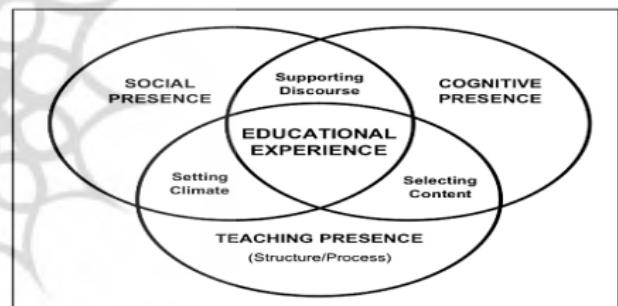 SOCIAL
PRESENCE
Supporting
Discourse
COGNITIVE
PRESENCE
EDUCATIONAL
EXPERIENCE
Setting
Climate
Selecting
Content
TEACHING PRESENCE
(Structure/Process)